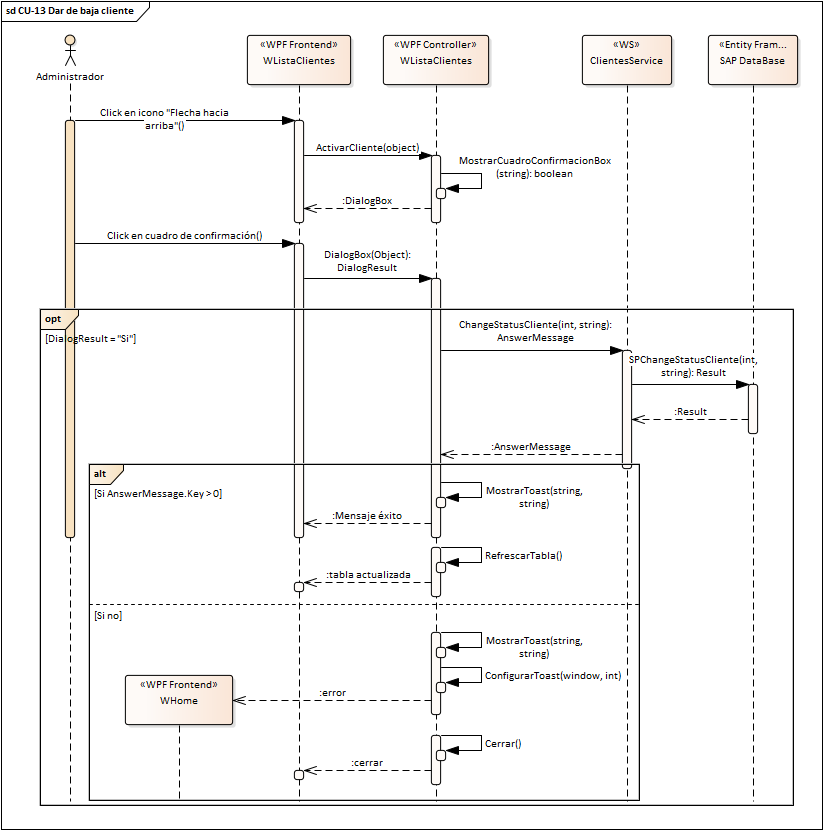 sd CU-13 Dar de baja cliente
Administrador
«WPF Frontend»
WListaClientes
«WPF Controller»
WListaClientes
«WS»
ClientesService
«Entity Fram...
SAP DataBase
Click en icono "Flecha hacia
arriba"()
ActivarCliente(object)
MostrarCuadroConfirmacionBox
(string): boolean
:DialogBox
Click en cuadro de confirmación()
DialogBox(Object):
DialogResult
opt
[DialogResult = "Si"]
ChangeStatusCliente(int, string):
AnswerMessage
SPChangeStatusCliente(int,
string): Result
:Result
:AnswerMessage
alt
[Si AnswerMessage.Key > 0]
MostrarToast(string,
string)
:Mensaje éxito
RefrescarTabla()
:tabla actualizada
[Si no]
MostrarToast(string,
string)
ConfigurarToast(window, int)
«WPF Frontend»
WHome
:error
Cerrar()
:cerrar